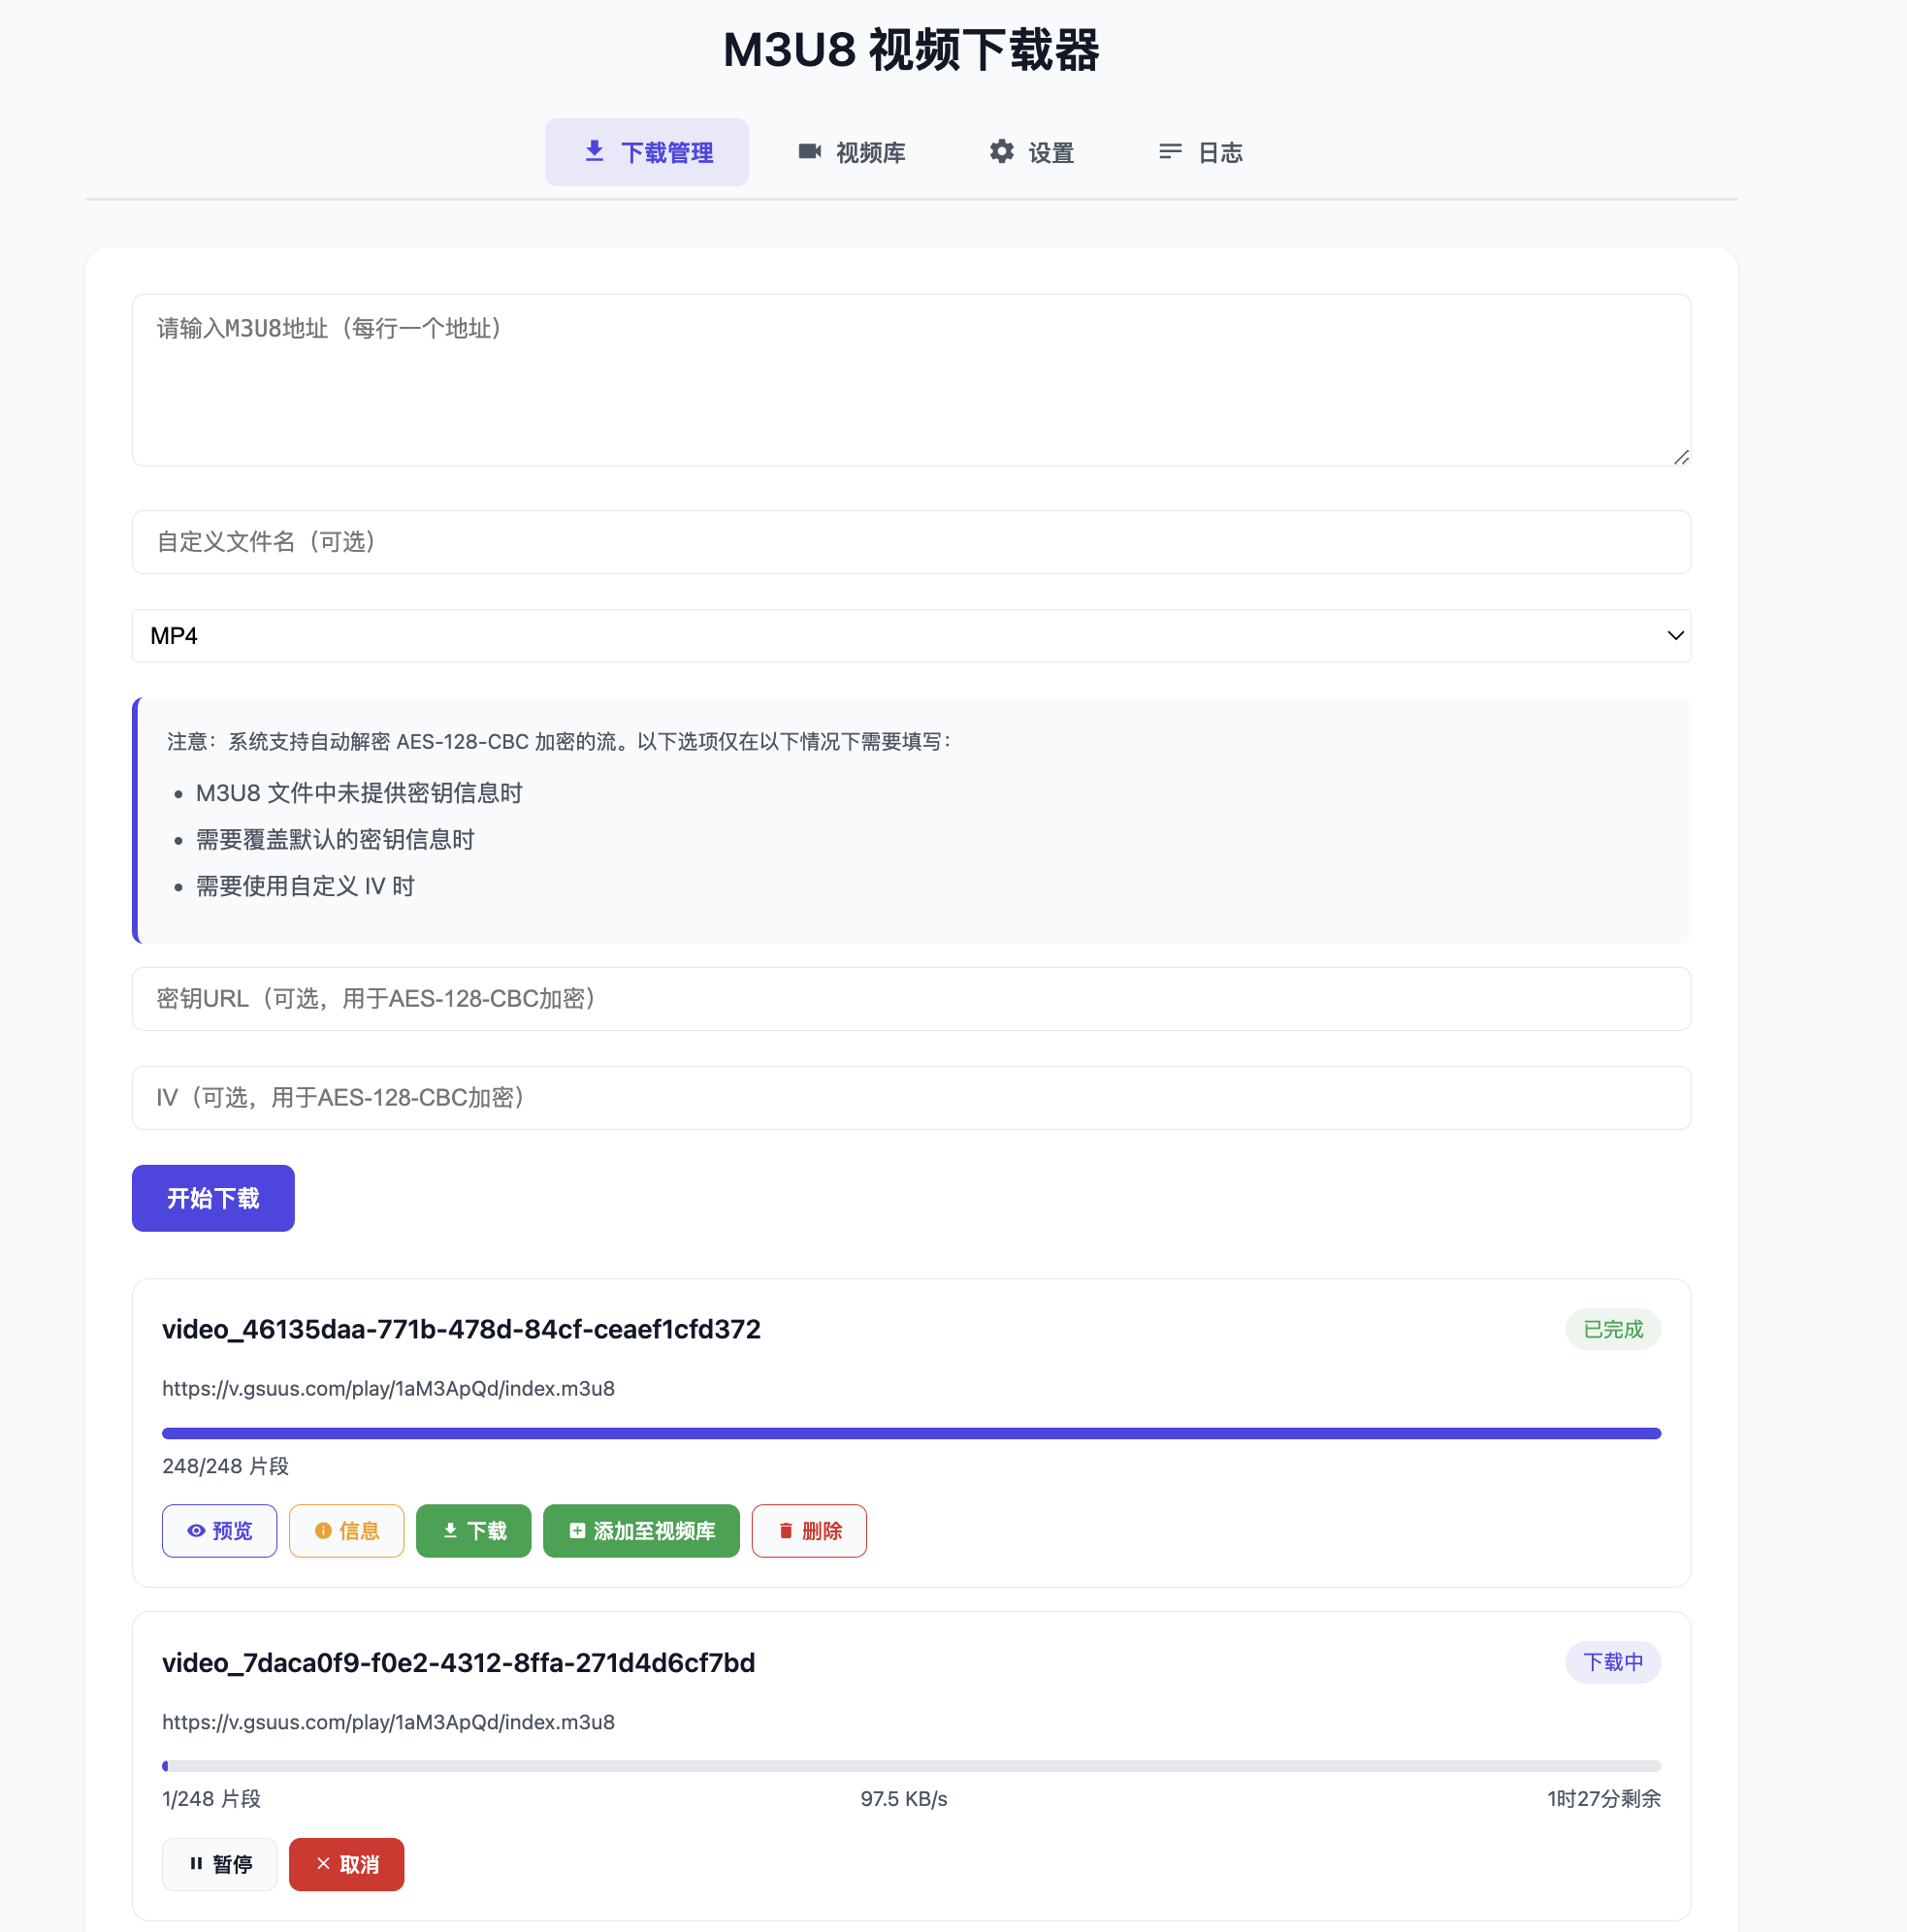 M3U8 视频下载器
下载管理 视频库 设置 日志
请输入M3U8地址（每行一个地址）
自定义文件名（可选）
MP4
注意：系统支持自动解密 AES-128-CBC 加密的流。以下选项仅在以下情况下需要填写：
• M3U8 文件中未提供密钥信息时
• 需要覆盖默认的密钥信息时
• 需要使用自定义 IV 时
密钥URL（可选，用于AES-128-CBC加密）
IV（可选，用于AES-128-CBC加密）
开始下载
video_46135daa-771b-478d-84cf-ceaef1cfd372 已完成
https://v.gsuus.com/play/1aM3ApQd/index.m3u8
248/248 片段
预览 信息 下载 添加至视频库 删除
video_7daca0f9-f0e2-4312-8ffa-271d4d6cf7bd 下载中
https://v.gsuus.com/play/1aM3ApQd/index.m3u8
1/248 片段 97.5 KB/s 1时27分剩余
暂停 取消